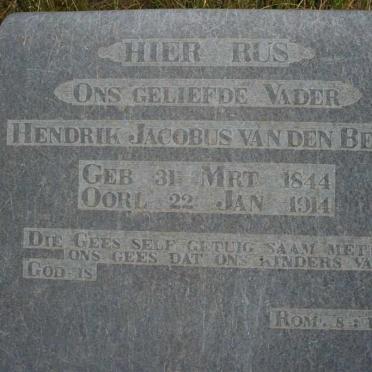 HIER RUS
ONS GELIEFDE VADER
HENDRIK JACOBUS VAN DEN BE
GEB 31 MRT 1844
OORL 22 JAN 1914
DIE GEES SELF GETUIG SAAM MET
ONS GEES DAT ONS KINDERS VA
GOD IS
ROM. 8:1